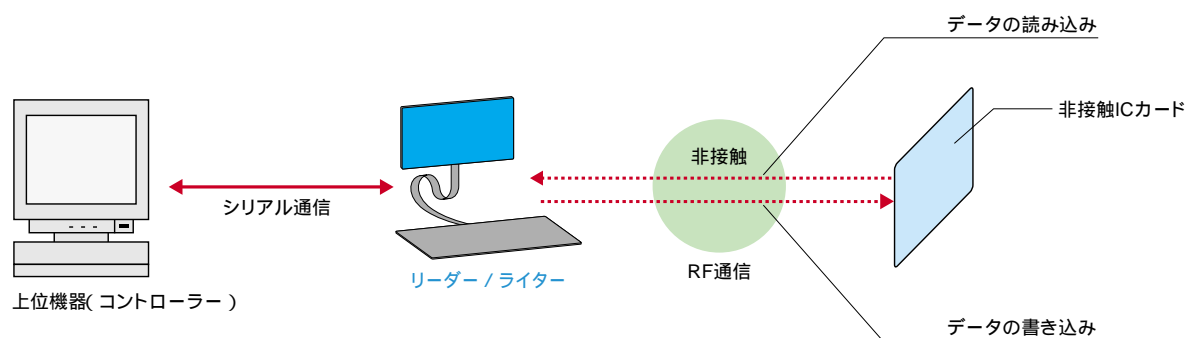 データの読み込み
非接触ICカード
非接触
シリアル通信
RF通信
リーダー / ライター
上位機器( コントローラー )
データの書き込み